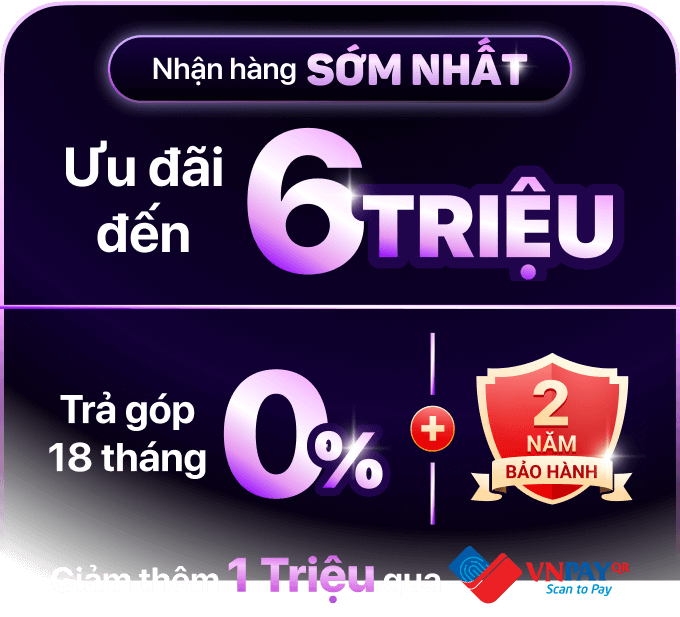 Nhận hàng SỚM NHẤT
Ưu đãi
đến
6 TRIỆU
Trả góp
18 tháng
0%
+
2
NĂM
BẢO HÀNH
Giảm thêm 1 Triệu qua
VNPAY QR
Scan to Pay